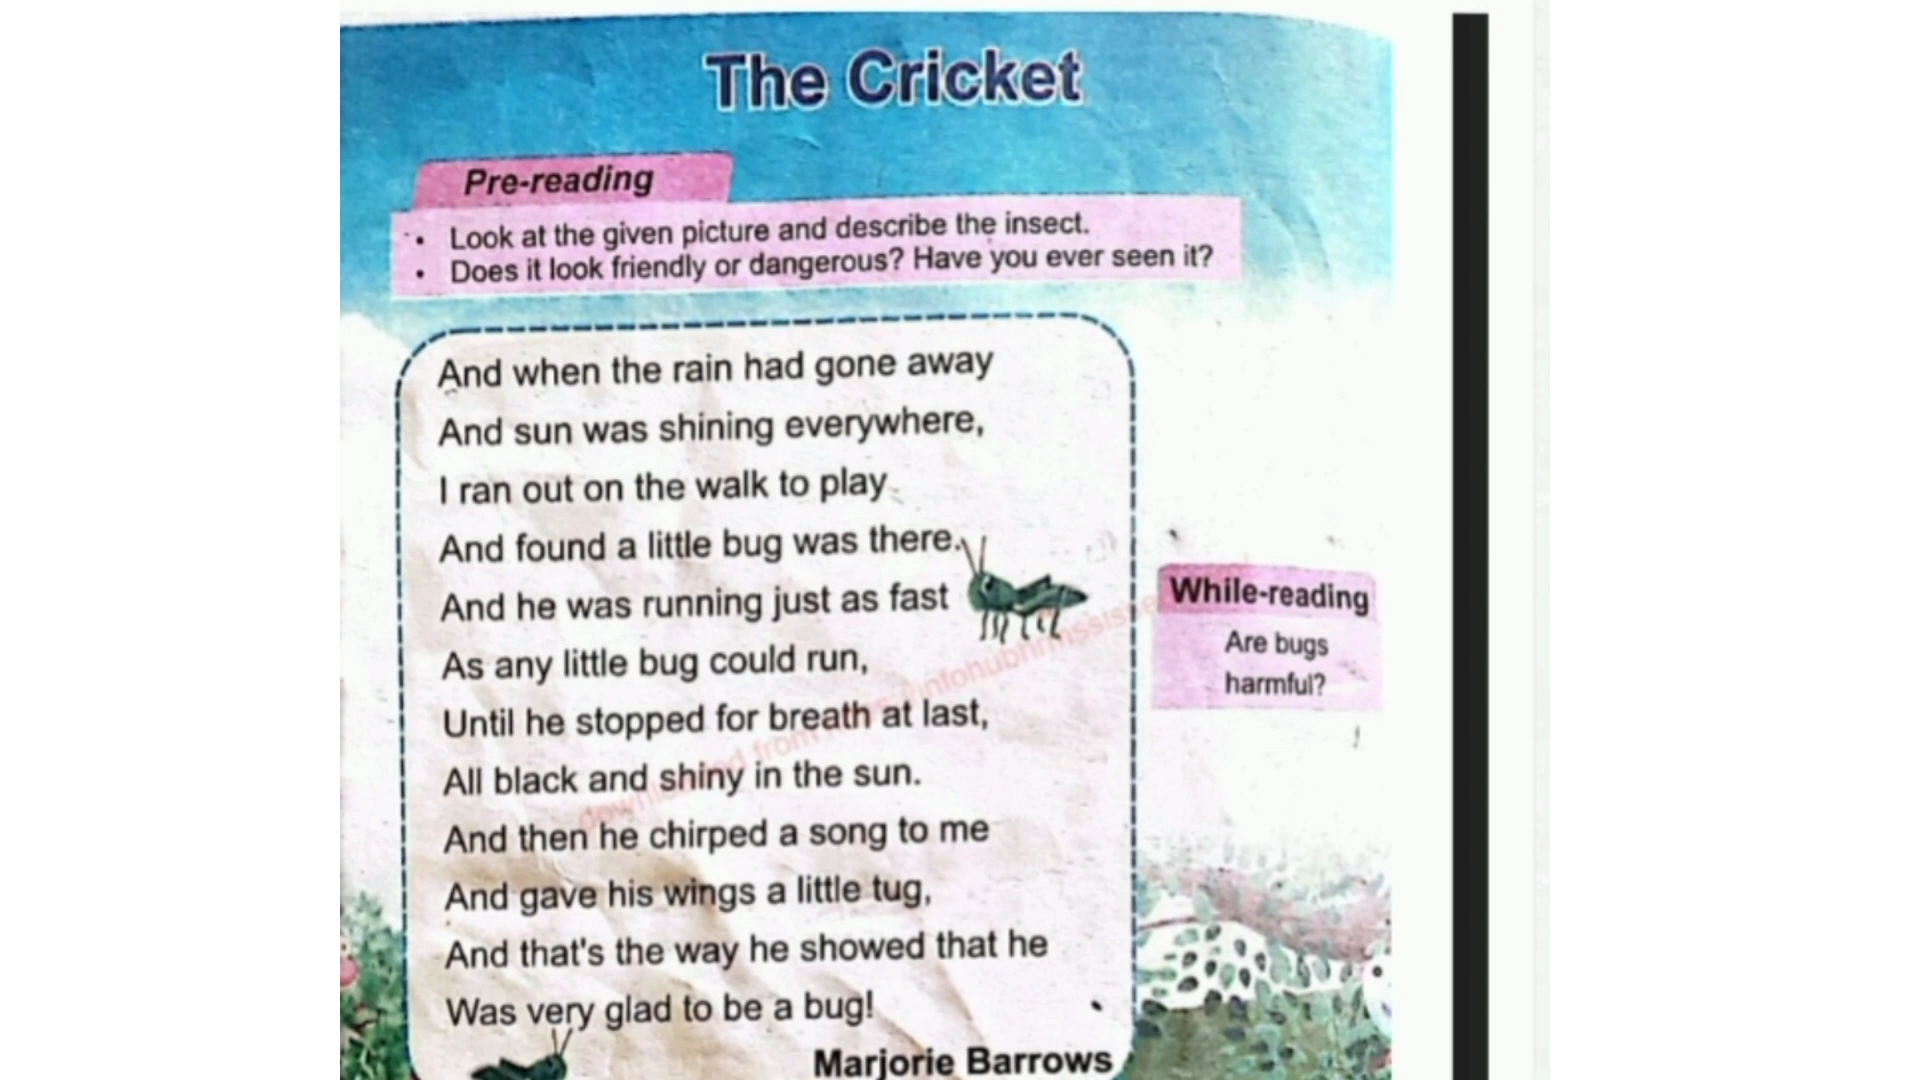 The Cricket
Pre-reading
• Look at the given picture and describe the insect.
• Does it look friendly or dangerous? Have you ever seen it?
And when the rain had gone away
And sun was shining everywhere,
I ran out on the walk to play
And found a little bug was there.
And he was running just as fast
As any little bug could run,
Until he stopped for breath at last,
All black and shiny in the sun.
And then he chirped a song to me
And gave his wings a little tug,
And that's the way he showed that he
Was very glad to be a bug!
Marjorie Barrows
While-reading
Are bugs
harmful?
downloaded from